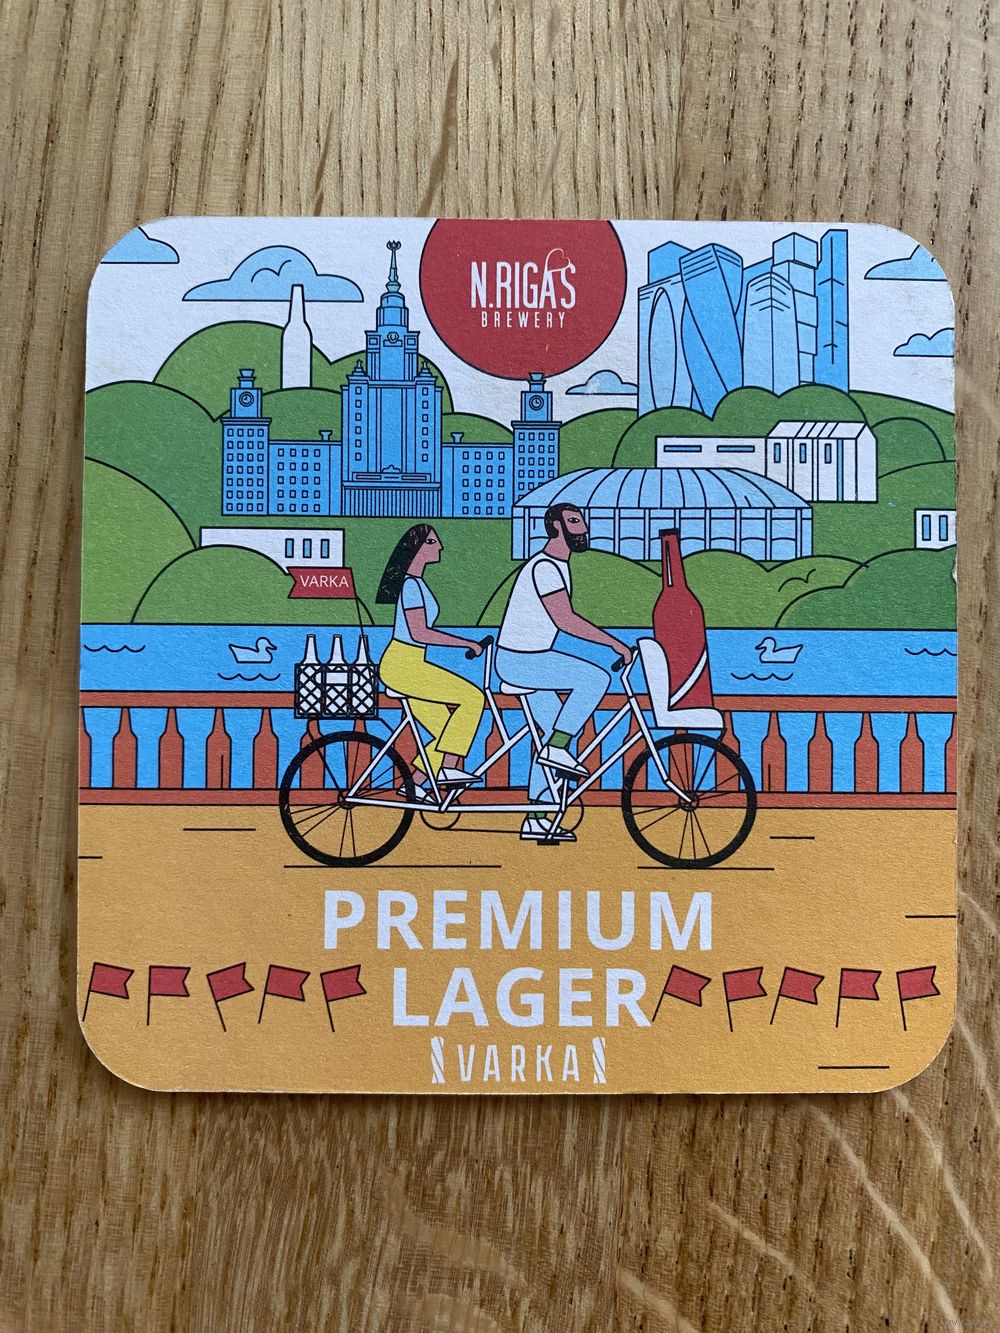 N.RIGAS
BREWERY
VARKA
PREMIUM
LAGER
VARKA